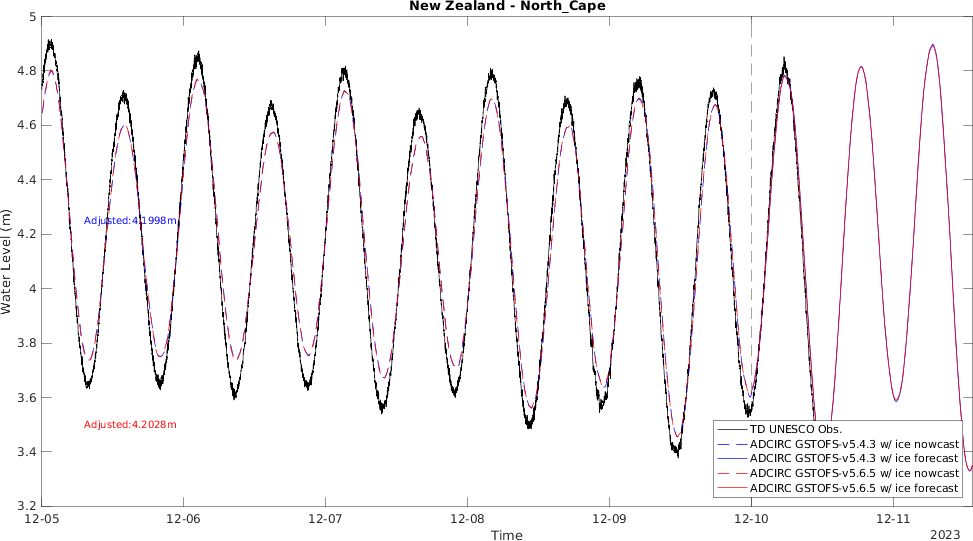 New Zealand - North_Cape
5
4.8
4.6
4.4
4.2
4
3.8
3.6
3.4
3.2
Water Level (m)
Adjusted:4.1998m
Adjusted:4.2028m
TD UNESCO Obs.
ADCIRC GSTOFS-v5.4.3 w/ ice nowcast
ADCIRC GSTOFS-v5.4.3 w/ ice forecast
ADCIRC GSTOFS-v5.6.5 w/ ice nowcast
ADCIRC GSTOFS-v5.6.5 w/ ice forecast
12-05 12-06 12-07 12-08 12-09 12-10 12-11
Time
2023